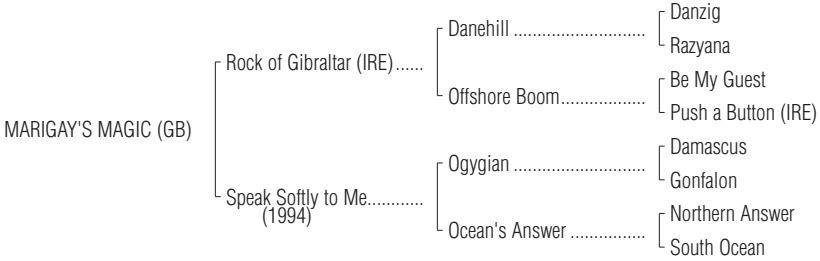 Danzig
Danehill ...........................
Razyana
Rock of Gibraltar (IRE) ......
Be My Guest
Offshore Boom..................
Push a Button (IRE)
MARIGAY'S MAGIC (GB)
Damascus
Ogygian ...........................
Gonfalon
Speak Softly to Me............
(1994)
Northern Answer
Ocean's Answer ................
South Ocean